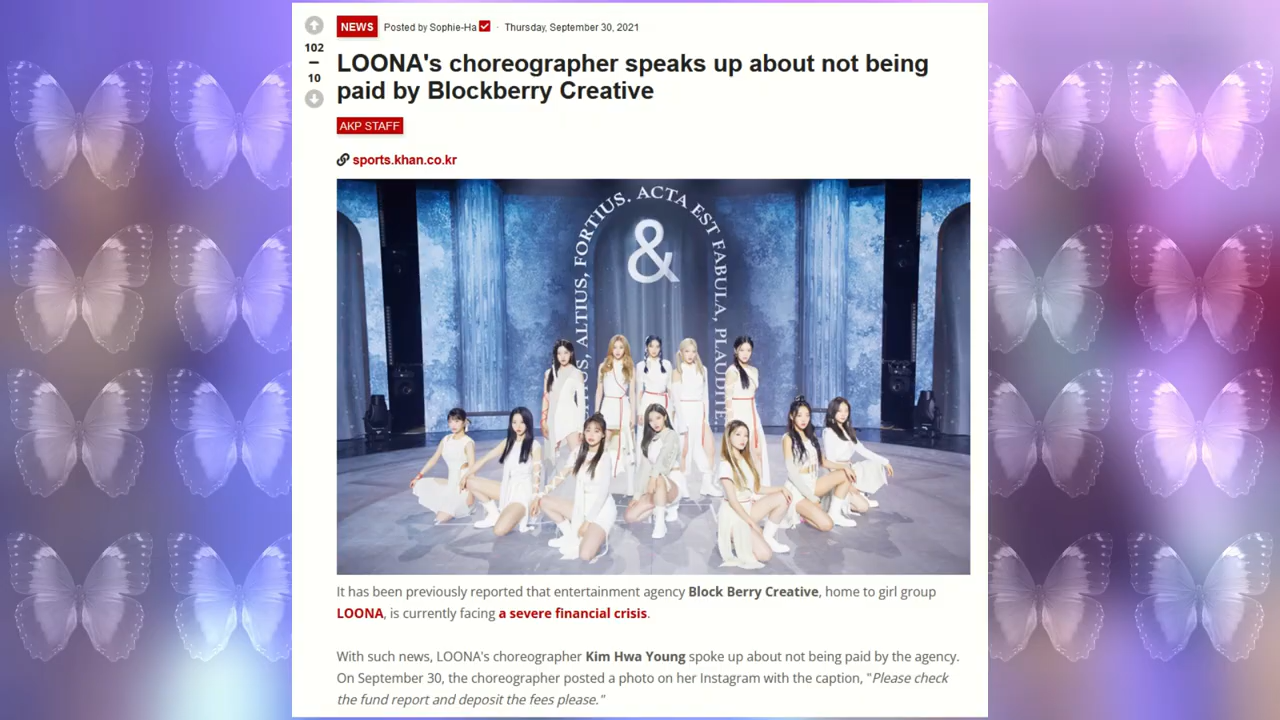 NEWS Posted by Sophie-Ha · Thursday, September 30, 2021
102
10
LOONA's choreographer speaks up about not being
paid by Blockberry Creative
AKP STAFF
sports.khan.co.kr
ALTIUS, FORTIUS. ACTA EST FABULA, PLAUDITE
&
It has been previously reported that entertainment agency Block Berry Creative, home to girl group
LOONA, is currently facing a severe financial crisis.
With such news, LOONA's choreographer Kim Hwa Young spoke up about not being paid by the agency.
On September 30, the choreographer posted a photo on her Instagram with the caption, "Please check
the fund report and deposit the fees please."